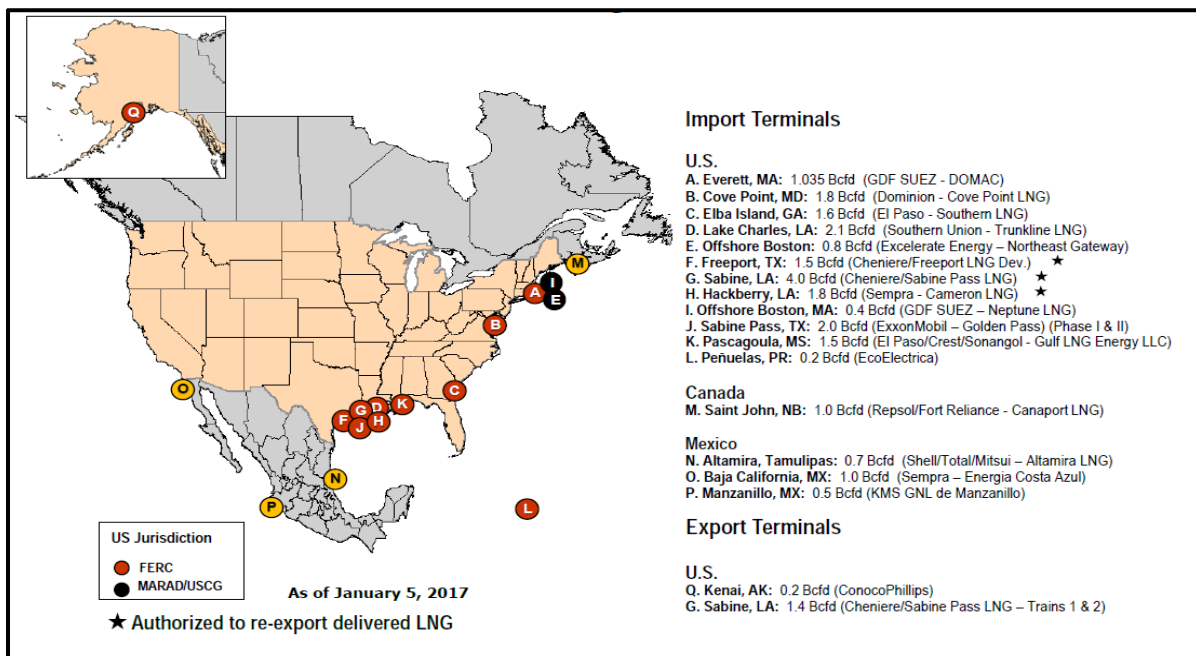 Q
M
I
A
E
B
O
C
G
D
K
F
H
J
N
P
L
US Jurisdiction
FERC
MARAD/USCG
As of January 5, 2017
★ Authorized to re-export delivered LNG
Import Terminals
U.S.
A. Everett, MA: 1.035 Bcfd (GDF SUEZ - DOMAC)
B. Cove Point, MD: 1.8 Bcfd (Dominion - Cove Point LNG)
C. Elba Island, GA: 1.6 Bcfd (El Paso - Southern LNG)
D. Lake Charles, LA: 2.1 Bcfd (Southern Union - Trunkline LNG)
E. Offshore Boston: 0.8 Bcfd (Excelerate Energy – Northeast Gateway)
F. Freeport, TX: 1.5 Bcfd (Cheniere/Freeport LNG Dev.) ★
G. Sabine, LA: 4.0 Bcfd (Cheniere/Sabine Pass LNG) ★
H. Hackberry, LA: 1.8 Bcfd (Sempra - Cameron LNG) ★
I. Offshore Boston, MA: 0.4 Bcfd (GDF SUEZ – Neptune LNG)
J. Sabine Pass, TX: 2.0 Bcfd (ExxonMobil – Golden Pass) (Phase I & II)
K. Pascagoula, MS: 1.5 Bcfd (El Paso/Crest/Sonangol - Gulf LNG Energy LLC)
L. Peñuelas, PR: 0.2 Bcfd (EcoElectrica)
Canada
M. Saint John, NB: 1.0 Bcfd (Repsol/Fort Reliance - Canaport LNG)
Mexico
N. Altamira, Tamulipas: 0.7 Bcfd (Shell/Total/Mitsui – Altamira LNG)
O. Baja California, MX: 1.0 Bcfd (Sempra – Energia Costa Azul)
P. Manzanillo, MX: 0.5 Bcfd (KMS GNL de Manzanillo)
Export Terminals
U.S.
Q. Kenai, AK: 0.2 Bcfd (ConocoPhillips)
G. Sabine, LA: 1.4 Bcfd (Cheniere/Sabine Pass LNG – Trains 1 & 2)